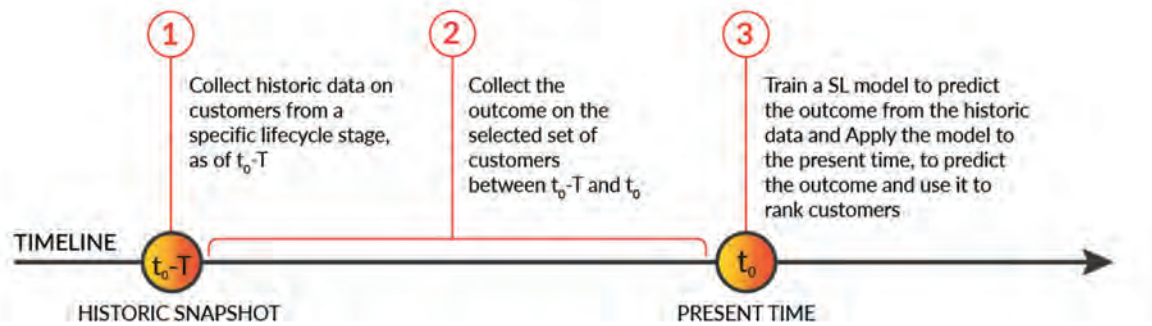 1
Collect historic data on
customers from a
specific lifecycle stage,
as of t₀-T
2
Collect the
outcome on the
selected set of
customers
between t₀-T and t₀
3
Train a SL model to predict
the outcome from the historic
data and Apply the model to
the present time, to predict
the outcome and use it to
rank customers
TIMELINE
t₀-T
t₀
HISTORIC SNAPSHOT
PRESENT TIME